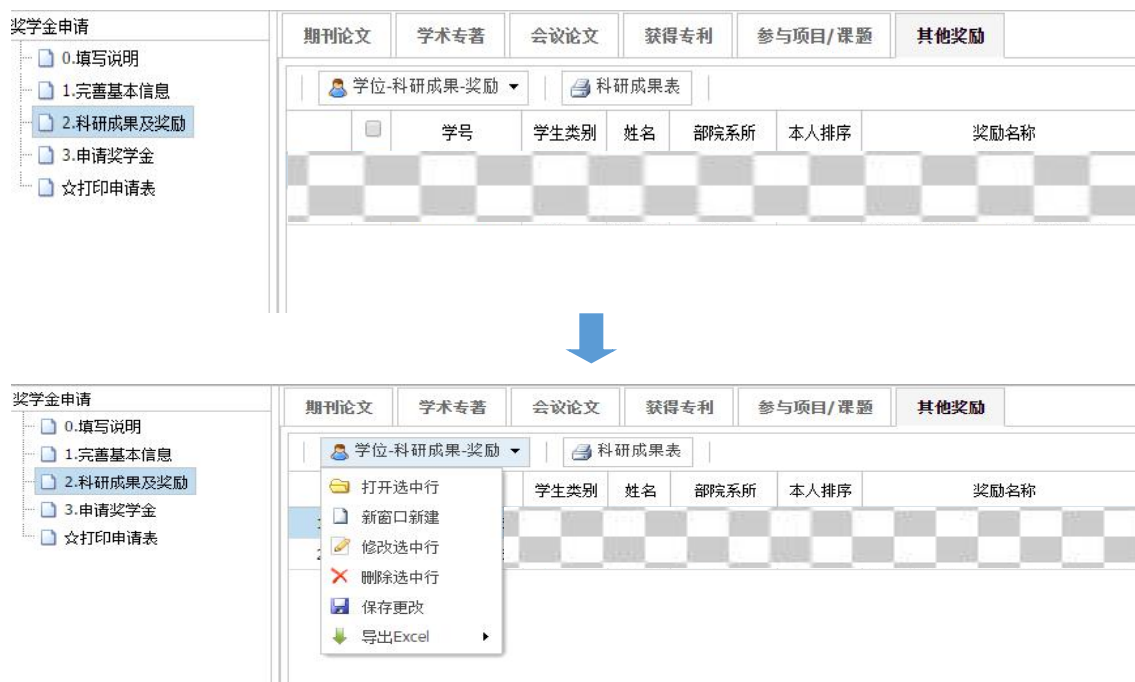 奖学金申请
0.填写说明
1.完善基本信息
2.科研成果及奖励
3.申请奖学金
☆打印申请表
期刊论文 学术专著 会议论文 获得专利 参与项目/课题 其他奖励
学位-科研成果-奖励 科研成果表
学号 学生类别 姓名 部院系所 本人排序 奖励名称
奖学金申请
0.填写说明
1.完善基本信息
2.科研成果及奖励
3.申请奖学金
☆打印申请表
期刊论文 学术专著 会议论文 获得专利 参与项目/课题 其他奖励
学位-科研成果-奖励 科研成果表
学生类别 姓名 部院系所 本人排序 奖励名称
打开选中行
新窗口新建
修改选中行
删除选中行
保存更改
导出Excel